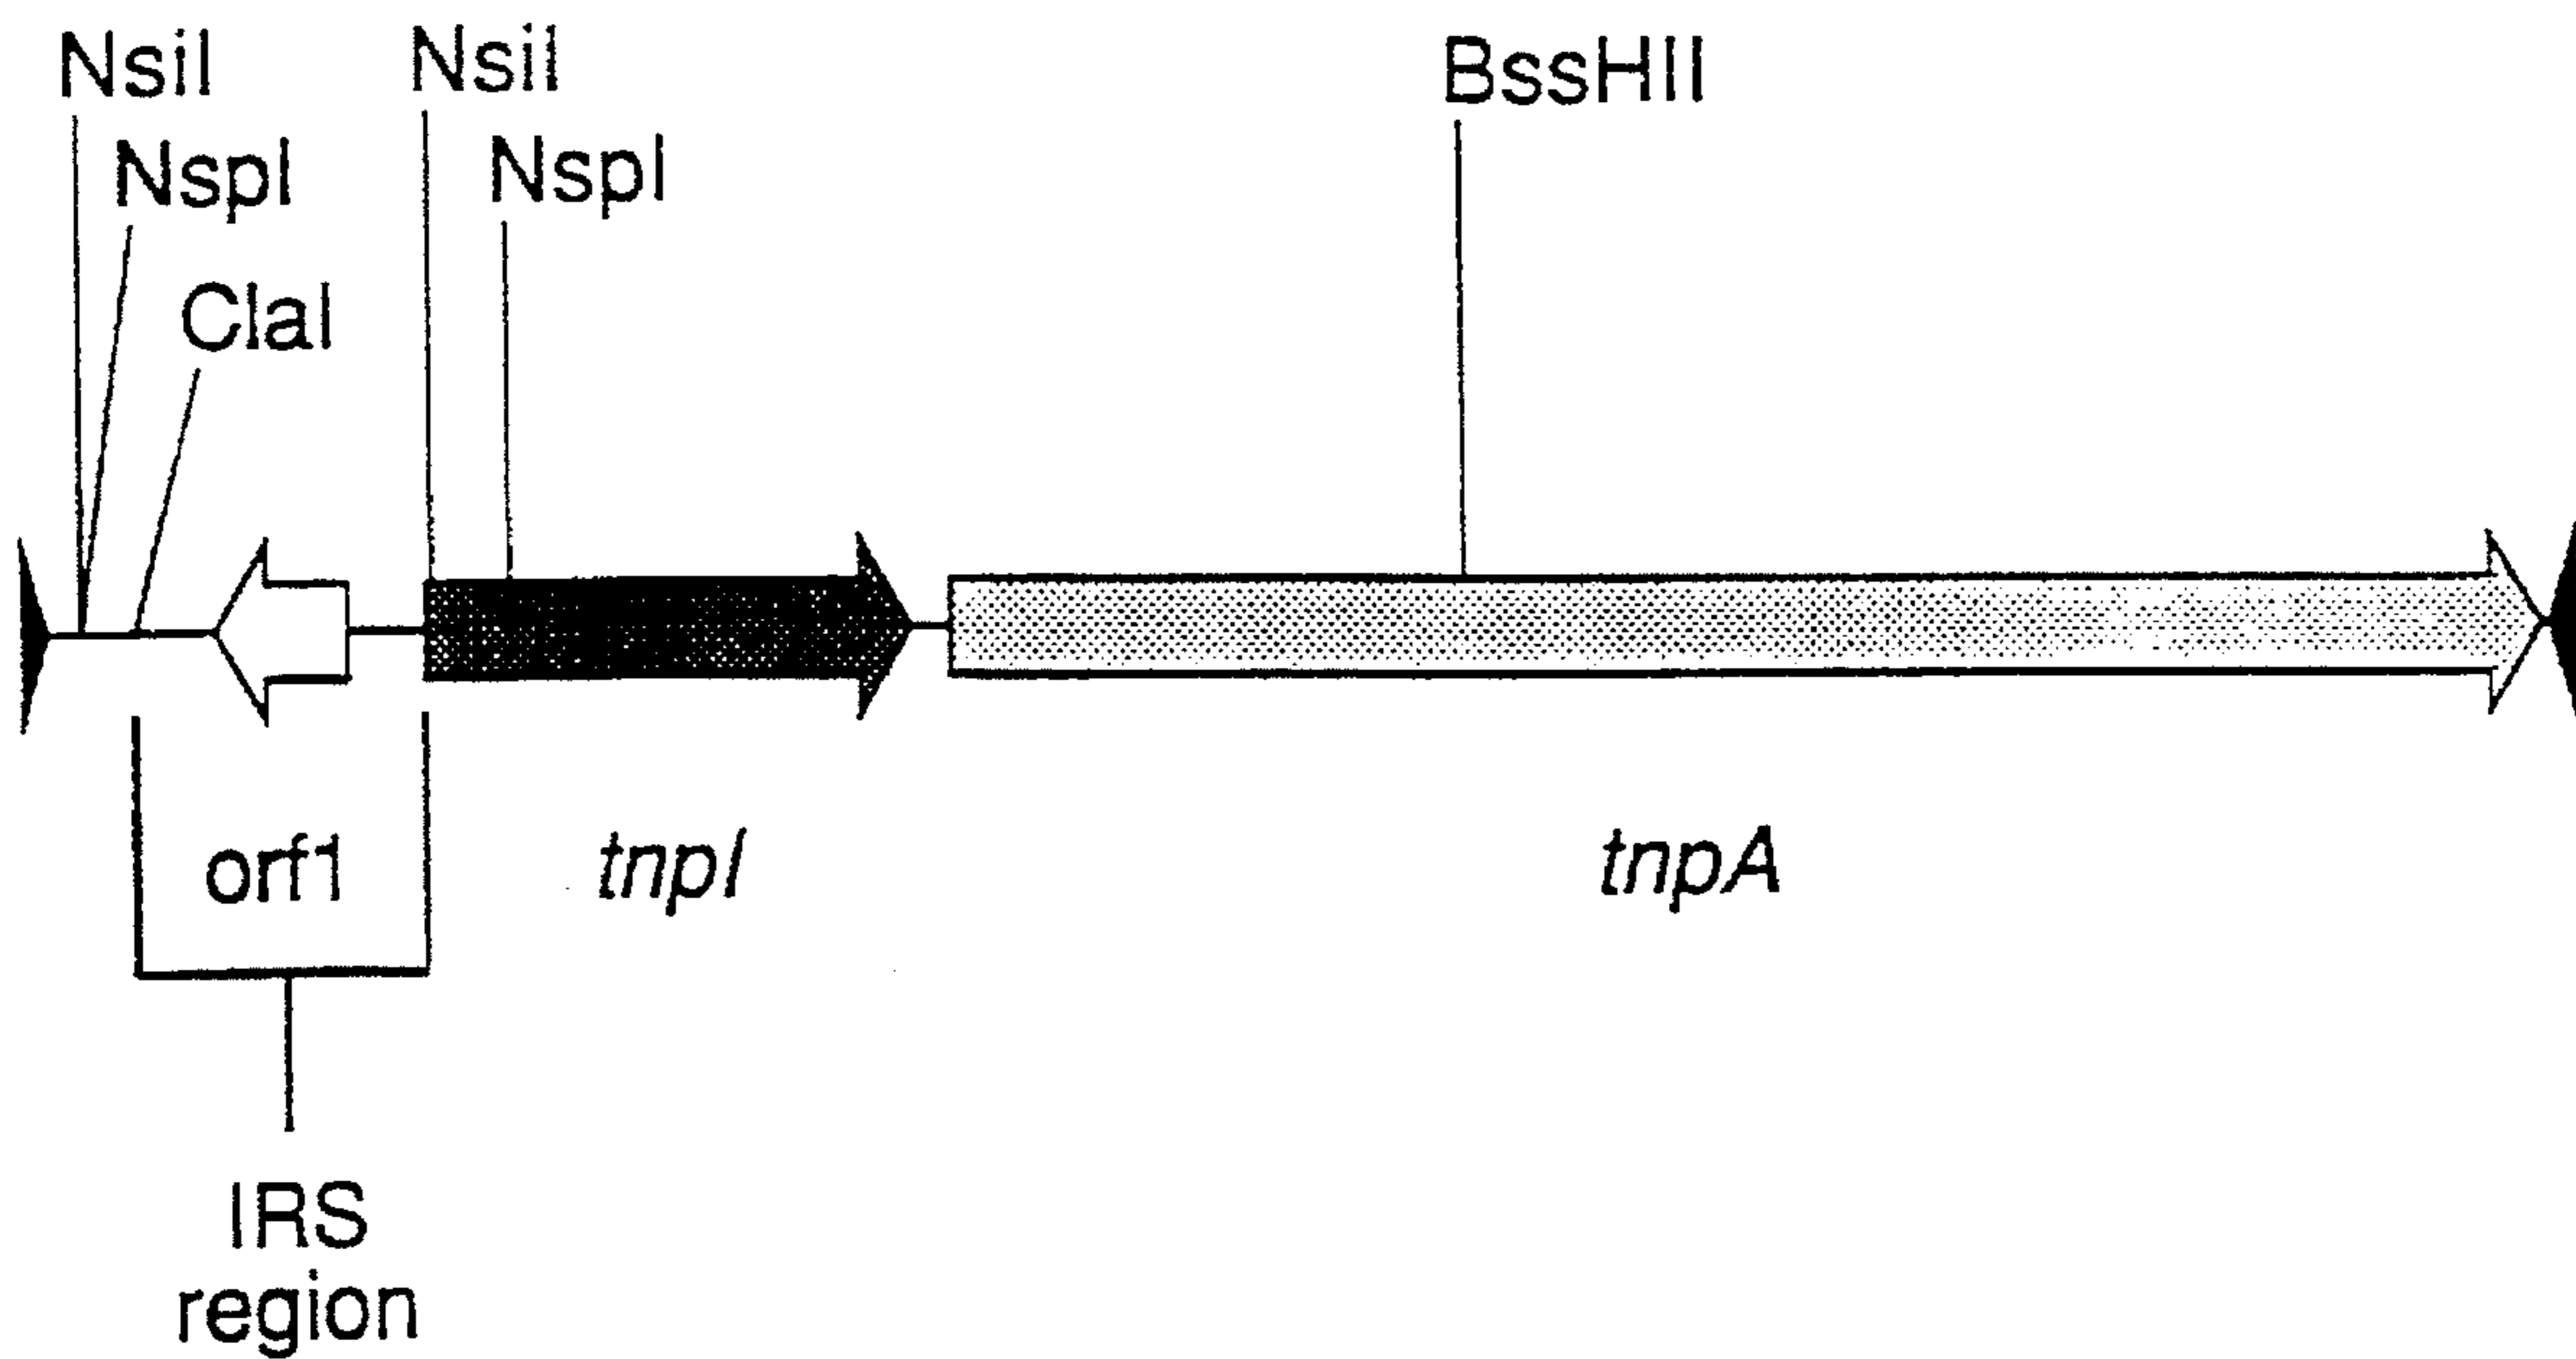 NsiI
NsiI
BssHII
NspI
NspI
ClaI
orf1
tnpI
tnpA
IRS
region